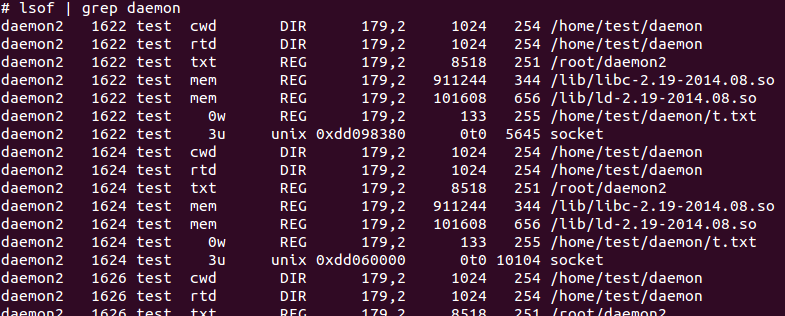 # lsof | grep daemon
daemon2 1622 test cwd DIR 179,2 1024 254 /home/test/daemon
daemon2 1622 test rtd DIR 179,2 1024 254 /home/test/daemon
daemon2 1622 test txt REG 179,2 8518 251 /root/daemon2
daemon2 1622 test mem REG 179,2 911244 344 /lib/libc-2.19-2014.08.so
daemon2 1622 test mem REG 179,2 101608 656 /lib/ld-2.19-2014.08.so
daemon2 1622 test 0w REG 179,2 133 255 /home/test/daemon/t.txt
daemon2 1622 test 3u unix 0xdd098380 0t0 5645 socket
daemon2 1624 test cwd DIR 179,2 1024 254 /home/test/daemon
daemon2 1624 test rtd DIR 179,2 1024 254 /home/test/daemon
daemon2 1624 test txt REG 179,2 8518 251 /root/daemon2
daemon2 1624 test mem REG 179,2 911244 344 /lib/libc-2.19-2014.08.so
daemon2 1624 test mem REG 179,2 101608 656 /lib/ld-2.19-2014.08.so
daemon2 1624 test 0w REG 179,2 133 255 /home/test/daemon/t.txt
daemon2 1624 test 3u unix 0xdd060000 0t0 10104 socket
daemon2 1626 test cwd DIR 179,2 1024 254 /home/test/daemon
daemon2 1626 test rtd DIR 179,2 1024 254 /home/test/daemon
daemon2 1626 test txt REG 179,2 8518 251 /root/daemon2